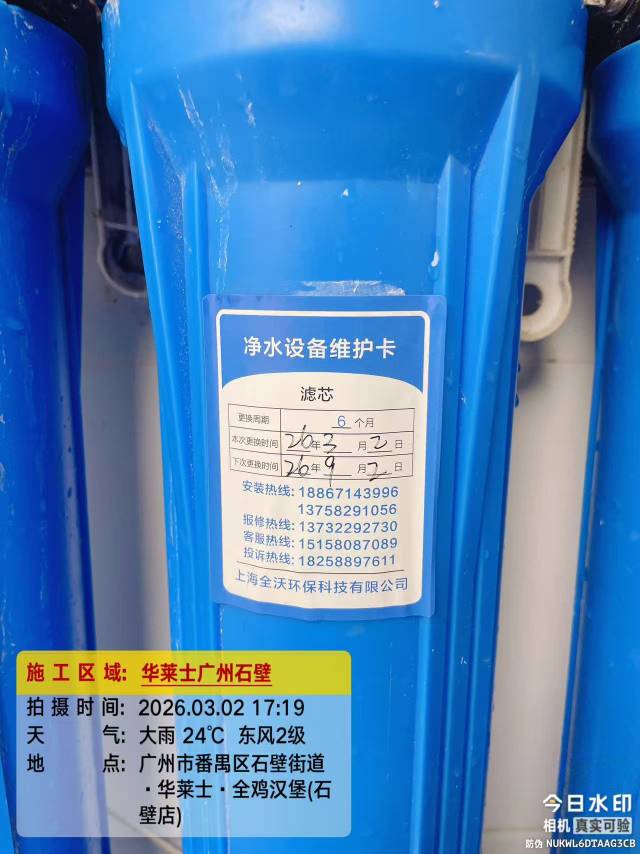 净水设备维护卡
滤芯
更换周期 6 个月
本次更换时间 26年 3 月 2 日
下次更换时间 26年 9 月 2 日
安装热线: 18867143996
13758291056
报修热线: 13732292730
客服热线: 15158087089
投诉热线: 18258897611
上海全沃环保科技有限公司
施工区域: 华莱士广州石壁
拍摄时间: 2026.03.02 17:19
天气: 大雨 24℃ 东风2级
地点: 广州市番禺区石壁街道
·华莱士·全鸡汉堡(石
壁店)
今日水印
相机 真实可验
防伪 NUKWL6DTAAG3CB